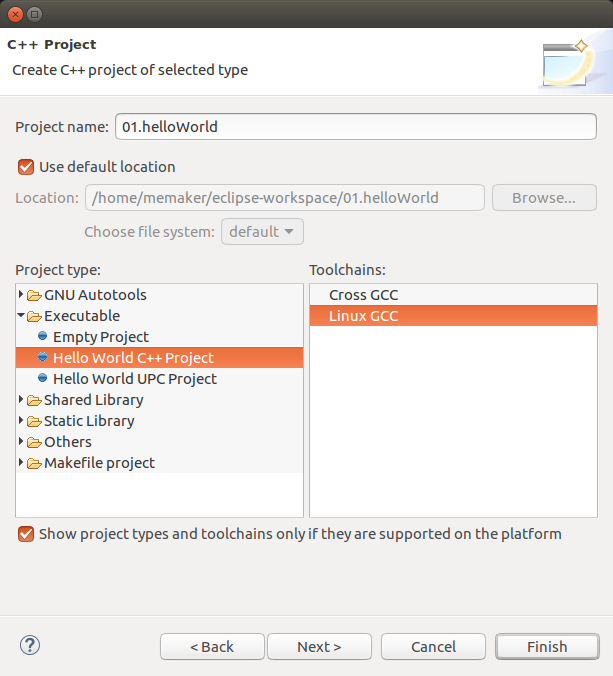 C++ Project
Create C++ project of selected type
Project name: 01.helloWorld
Use default location
Location: /home/memaker/eclipse-workspace/01.helloWorld Browse...
Choose file system: default
Project type: Toolchains:
GNU Autotools Cross GCC
Executable Linux GCC
Empty Project
Hello World C++ Project
Hello World UPC Project
Shared Library
Static Library
Others
Makefile project
Show project types and toolchains only if they are supported on the platform
? < Back Next > Cancel Finish